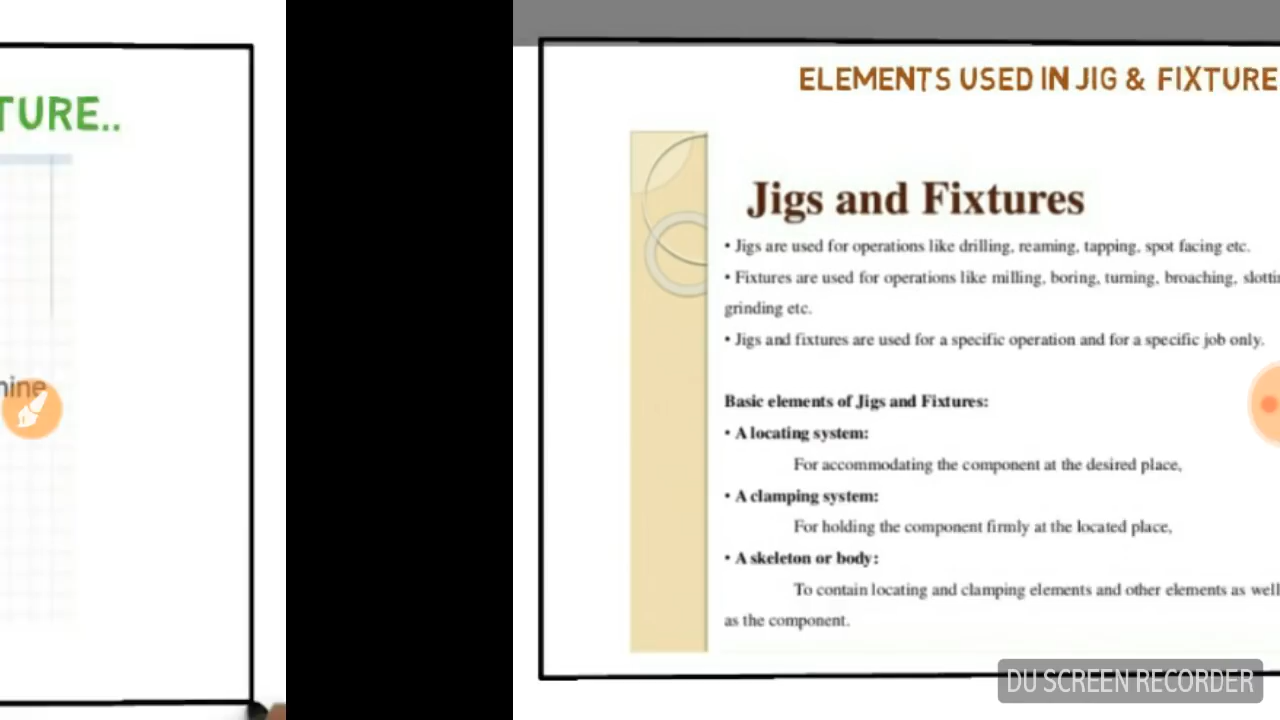 TURE..
hine
ELEMENTS USED IN JIG & FIXTURE
Jigs and Fixtures
• Jigs are used for operations like drilling, reaming, tapping, spot facing etc.
• Fixtures are used for operations like milling, boring, turning, broaching, slotti
grinding etc.
• Jigs and fixtures are used for a specific operation and for a specific job only.
Basic elements of Jigs and Fixtures:
• A locating system:
For accommodating the component at the desired place,
• A clamping system:
For holding the component firmly at the located place,
• A skeleton or body:
To contain locating and clamping elements and other elements as well
as the component.
DU SCREEN RECORDER